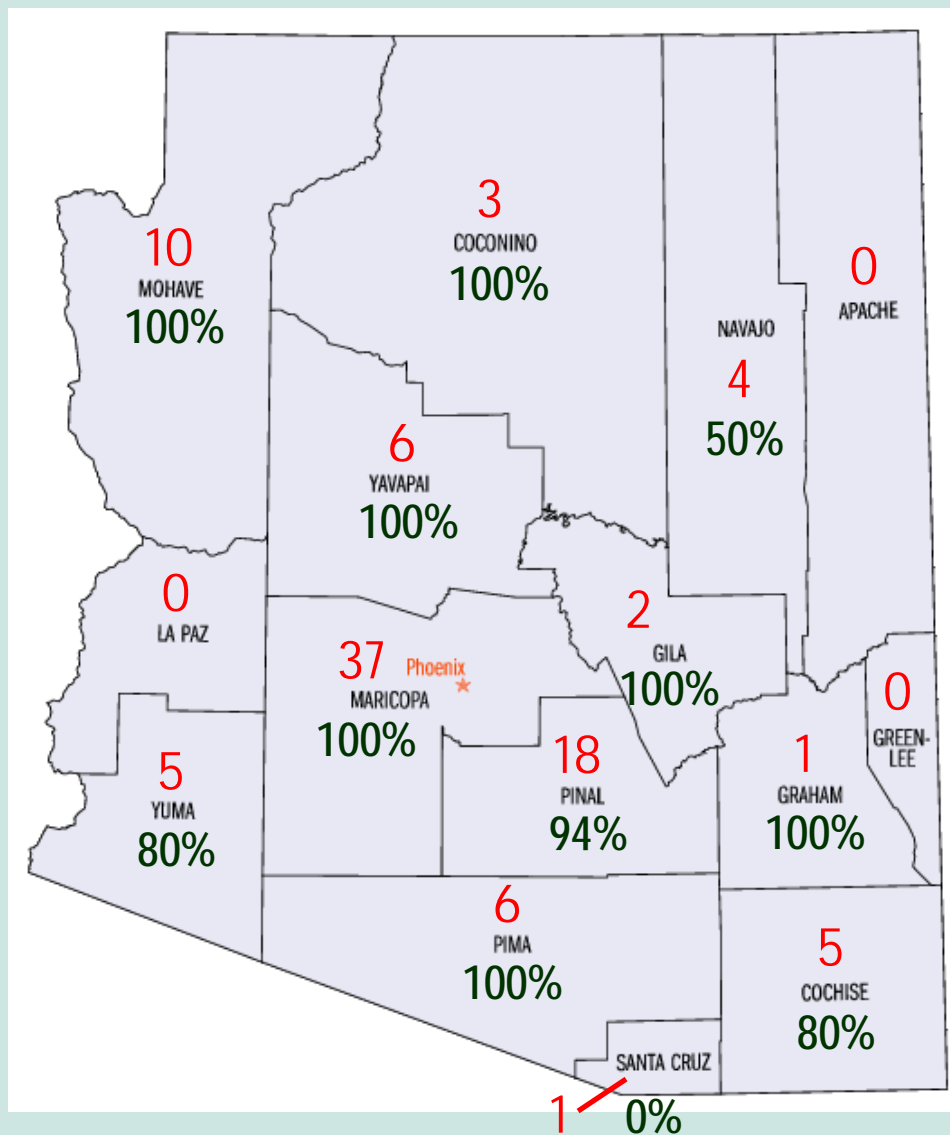 3
COCONINO
100%
10
MOHAVE
100%
0
APACHE
NAVAJO
4
50%
6
YAVAPAI
100%
0
LA PAZ
2
GILA
100%
37
Phoenix
MARICOPA
100%
0
GREEN-
LEE
18
PINAL
94%
1
GRAHAM
100%
5
YUMA
80%
6
PIMA
100%
5
COCHISE
80%
SANTA CRUZ
1
0%